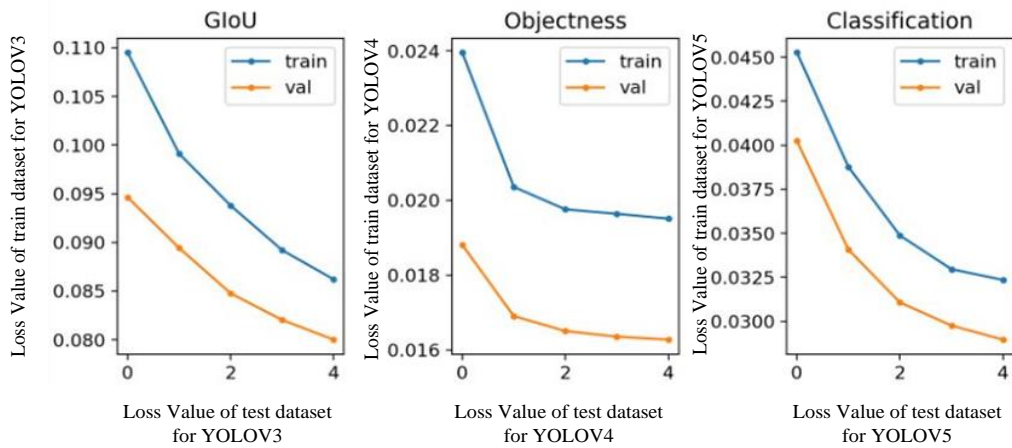 GIoU
Loss Value of train dataset for YOLOV3
0.110
0.105
0.100
0.095
0.090
0.085
0.080
train
val
0 2 4
Loss Value of test dataset
for YOLOV3
Objectness
Loss Value of train dataset for YOLOV4
0.024
0.022
0.020
0.018
0.016
train
val
0 2 4
Loss Value of test dataset
for YOLOV4
Classification
Loss Value of train dataset for YOLOV5
0.0450
0.0425
0.0400
0.0375
0.0350
0.0325
0.0300
train
val
0 2 4
Loss Value of test dataset
for YOLOV5